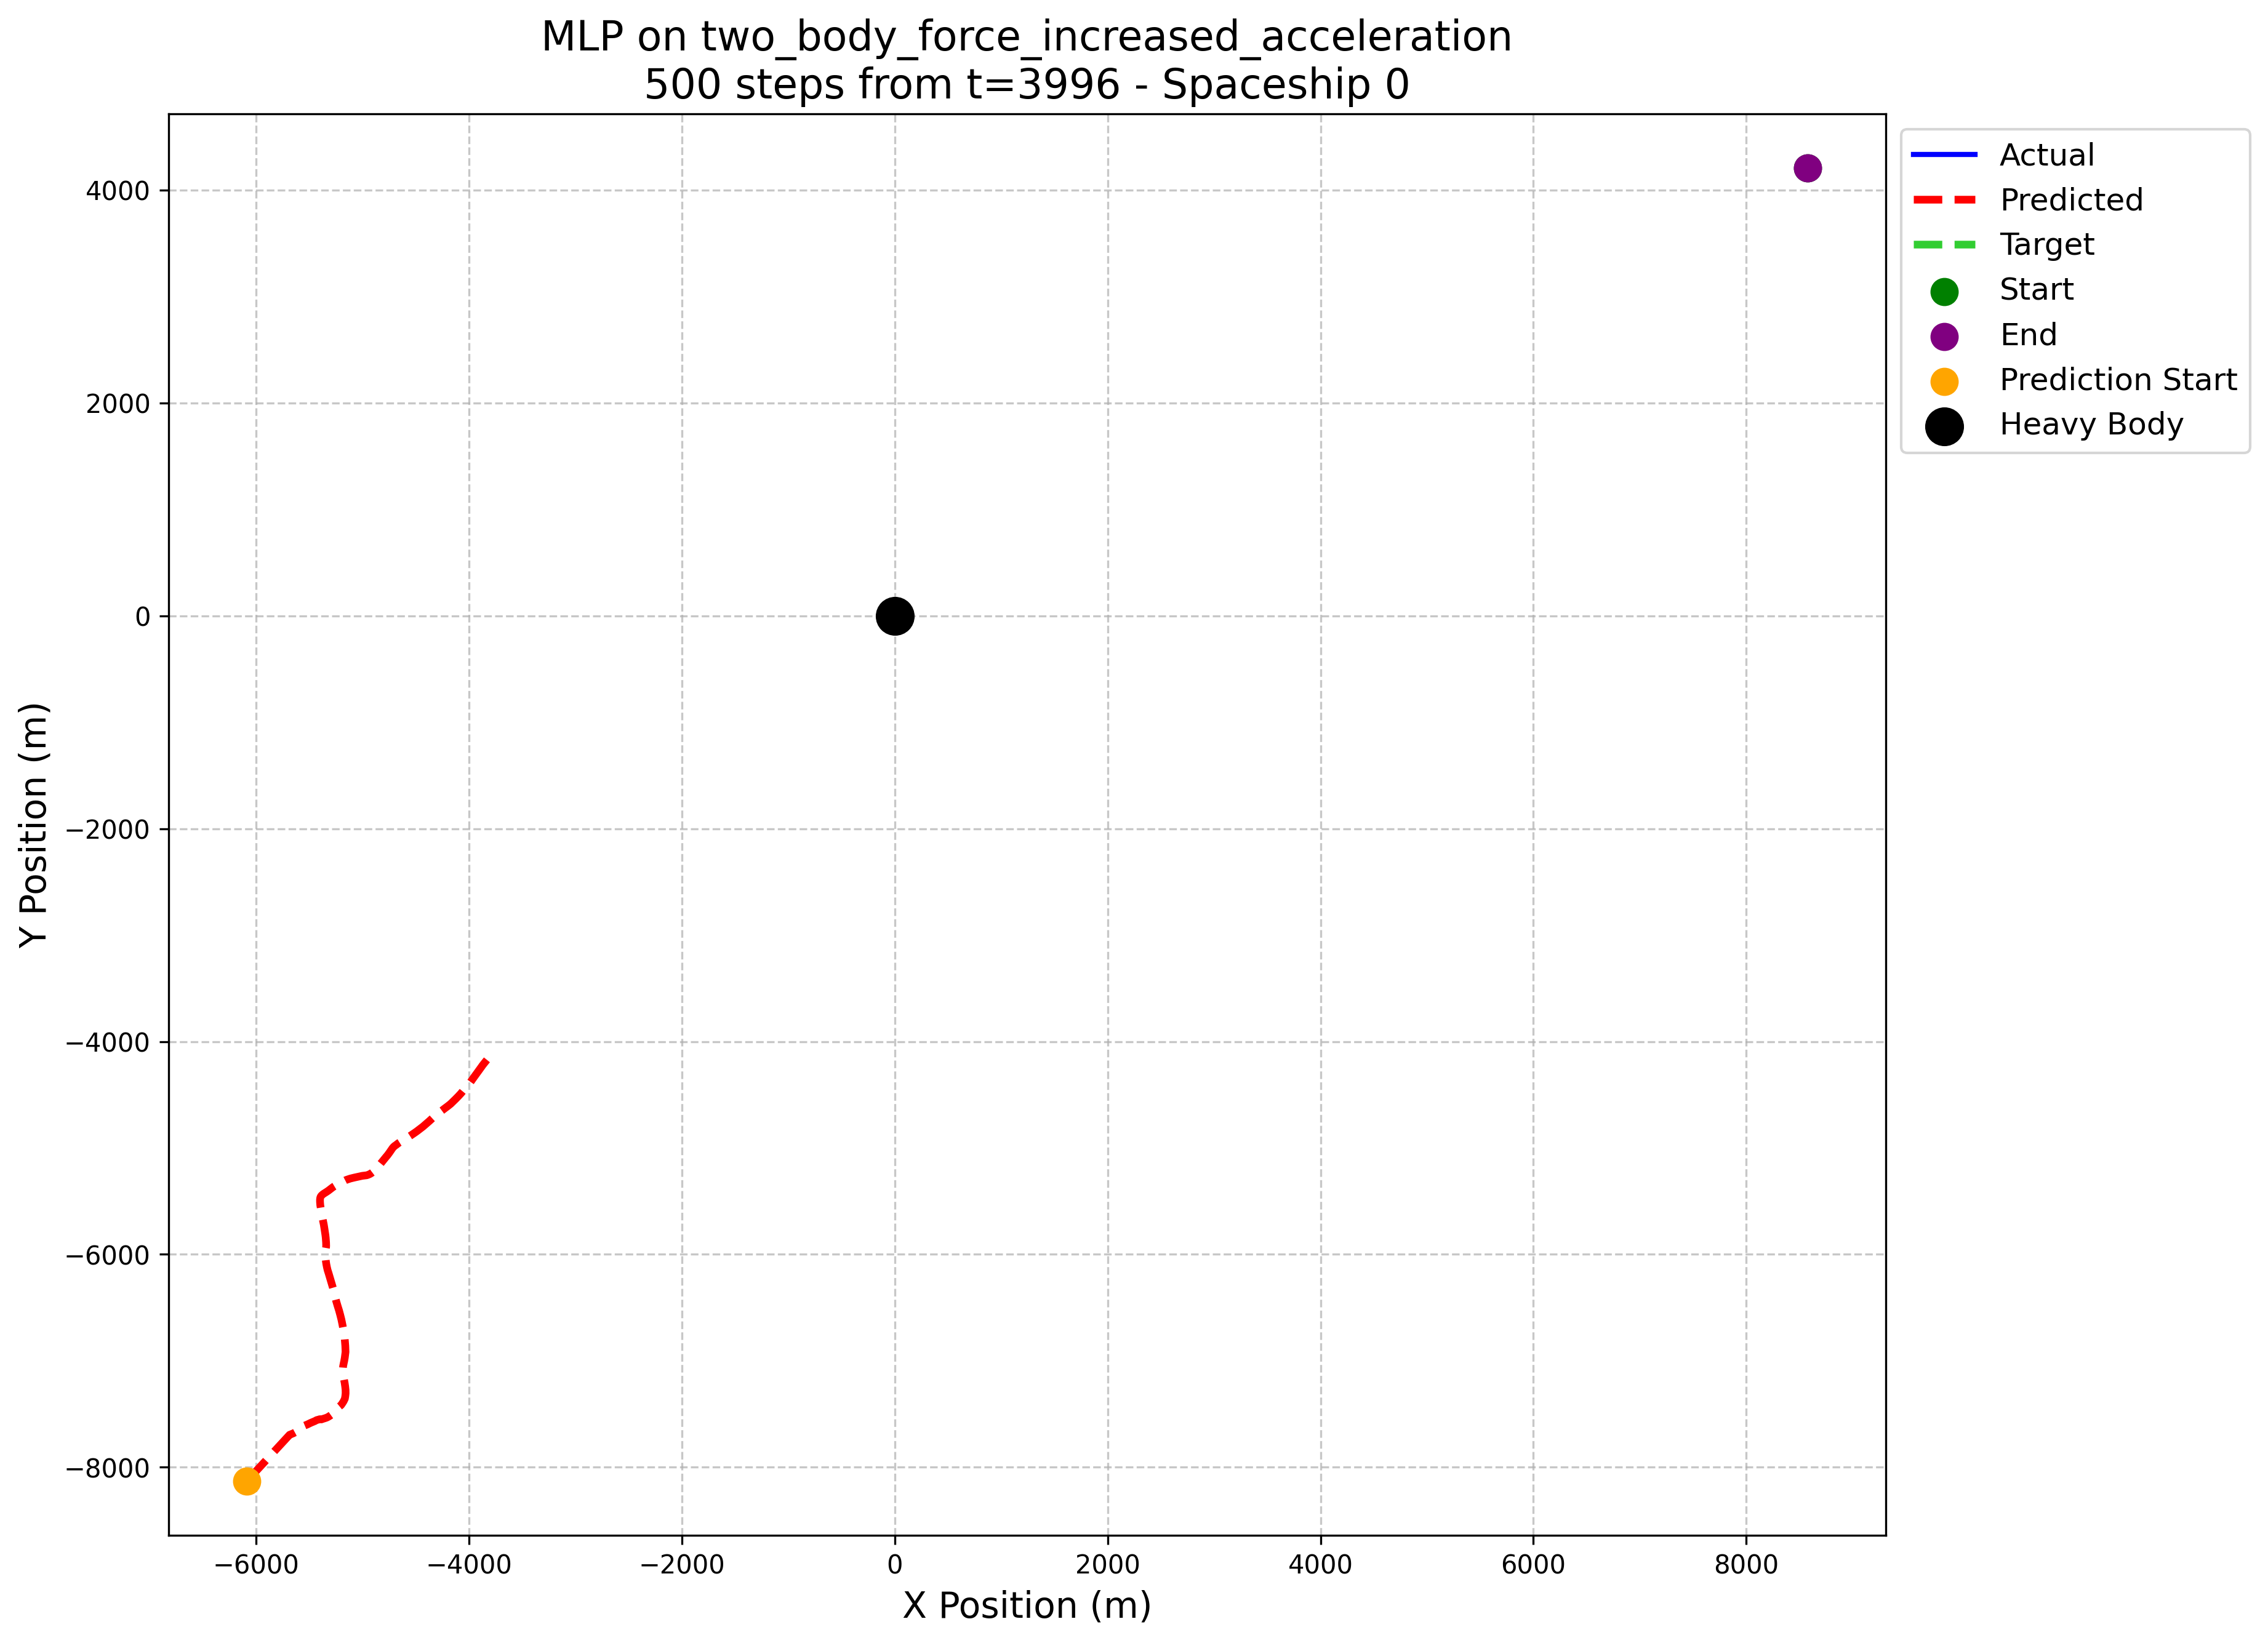 MLP on two_body_force_increased_acceleration
500 steps from t=3996 - Spaceship 0
Actual
Predicted
Target
Start
End
Prediction Start
Heavy Body
Y Position (m)
4000
2000
0
−2000
−4000
−6000
−8000
−6000
−4000
−2000
0
2000
4000
6000
8000
X Position (m)